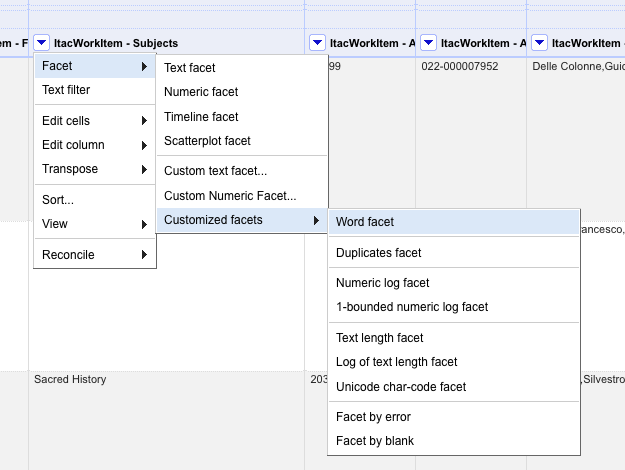 em - F
ItacWorkItem - Subjects
ItacWorkItem - A
ItacWorkItem - A
ItacWorkItem -
Facet
Text filter
Edit cells
Edit column
Transpose
Sort...
View
Reconcile
Text facet
Numeric facet
Timeline facet
Scatterplot facet
Custom text facet...
Custom Numeric Facet...
Customized facets
Word facet
Duplicates facet
Numeric log facet
1-bounded numeric log facet
Text length facet
Log of text length facet
Unicode char-code facet
Facet by error
Facet by blank
99
022-000007952
Delle Colonne,Guid
ancesco,
Sacred History
203
,Silvestro